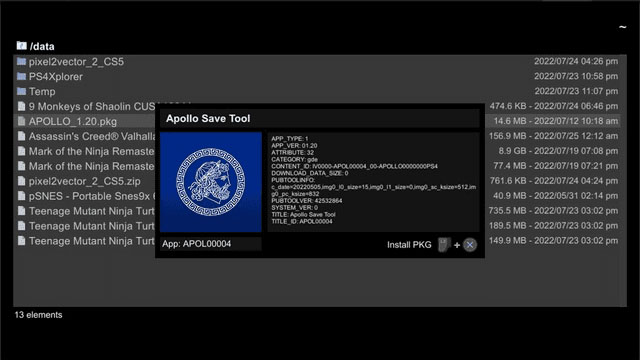 ~
/data
pixel2vector_2_CS5 2022/07/24 04:26 pm
PS4Xplorer 2022/07/23 10:58 pm
Temp 2022/07/23 11:07 pm
9 Monkeys of Shaolin CUS 474.6 KB - 2022/07/24 06:46 pm
APOLLO_1.20.pkg 14.6 MB - 2022/07/12 10:18 am
Assassin's Creed® Valhalla 156.9 MB - 2022/07/25 12:12 am
Mark of the Ninja Remaste 8.9 GB - 2022/07/19 07:08 pm
Mark of the Ninja Remaste 77.4 MB - 2022/07/19 07:21 pm
pixel2vector_2_CS5.zip 761.6 KB - 2022/07/24 04:24 pm
pSNES - Portable Snes9x 40.9 MB - 2022/05/31 02:14 pm
Teenage Mutant Ninja Turt 735.5 MB - 2022/07/23 03:02 pm
Teenage Mutant Ninja Turt 189.5 MB - 2022/07/23 03:02 pm
Teenage Mutant Ninja Turt 149.9 MB - 2022/07/23 03:02 pm
Apollo Save Tool
APP_TYPE: 1
APP_VER: 01.20
ATTRIBUTE: 32
CATEGORY: gde
CONTENT_ID: IV0000-APOL00004_00-APOLLO0000000PS4
DOWNLOAD_DATA_SIZE: 0
PUBTOOLINFO:
c_date=20220505,img0_l0_size=15,img0_l1_size=0,img0_sc_ksize=512,im
g0_pc_ksize=832
PUBTOOLVER: 42532864
SYSTEM_VER: 0
TITLE: Apollo Save Tool
TITLE_ID: APOL00004
App: APOL00004
Install PKG + 
13 elements